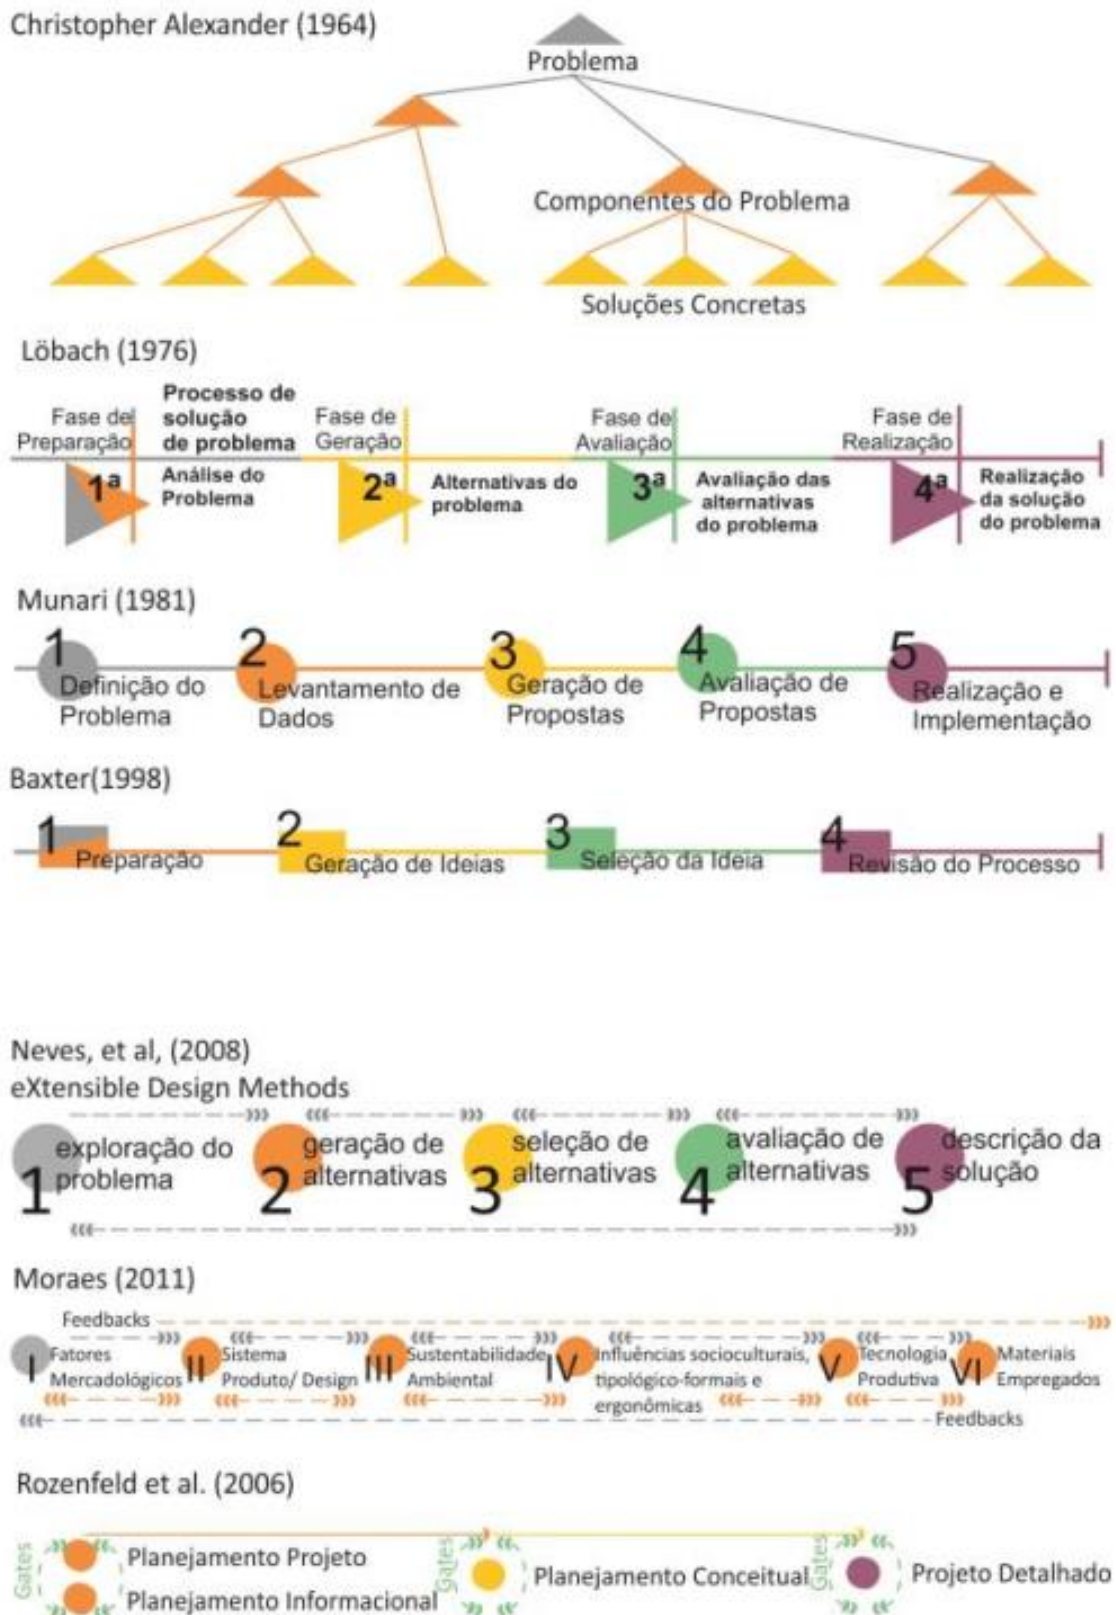 Christopher Alexander (1964)
Problema
Componentes do Problema
Soluções Concretas
Löbach (1976)
Fase de
Preparação
1ª
Processo de
solução
de problema
Análise do
Problema
Fase de
Geração
2ª
Alternativas do
problema
Fase de
Avaliação
3ª
Avaliação das
alternativas
do problema
Fase de
Realização
4ª
Realização
da solução
do problema
Munari (1981)
1
Definição do
Problema
2
Levantamento de
Dados
3
Geração de
Propostas
4
Avaliação de
Propostas
5
Realização e
Implementação
Baxter(1998)
1
Preparação
2
Geração de Ideias
3
Seleção da Ideia
4
Revisão do Processo
Neves, et al, (2008)
eXtensible Design Methods
1
exploração do
problema
2
geração de
alternativas
3
seleção de
alternativas
4
avaliação de
alternativas
5
descrição da
solução
Moraes (2011)
Feedbacks
I
Fatores
Mercadológicos
II
Sistema
Produto/ Design
III
Sustentabilidade
Ambiental
IV
Influências socioculturais,
tipológico-formais e
ergonômicas
V
Tecnologia
Produtiva
VI
Materiais
Empregados
Feedbacks
Rozenfeld et al. (2006)
Gates
Planejamento Projeto
Planejamento Informacional
Gates
Planejamento Conceitual
Gates
Projeto Detalhado